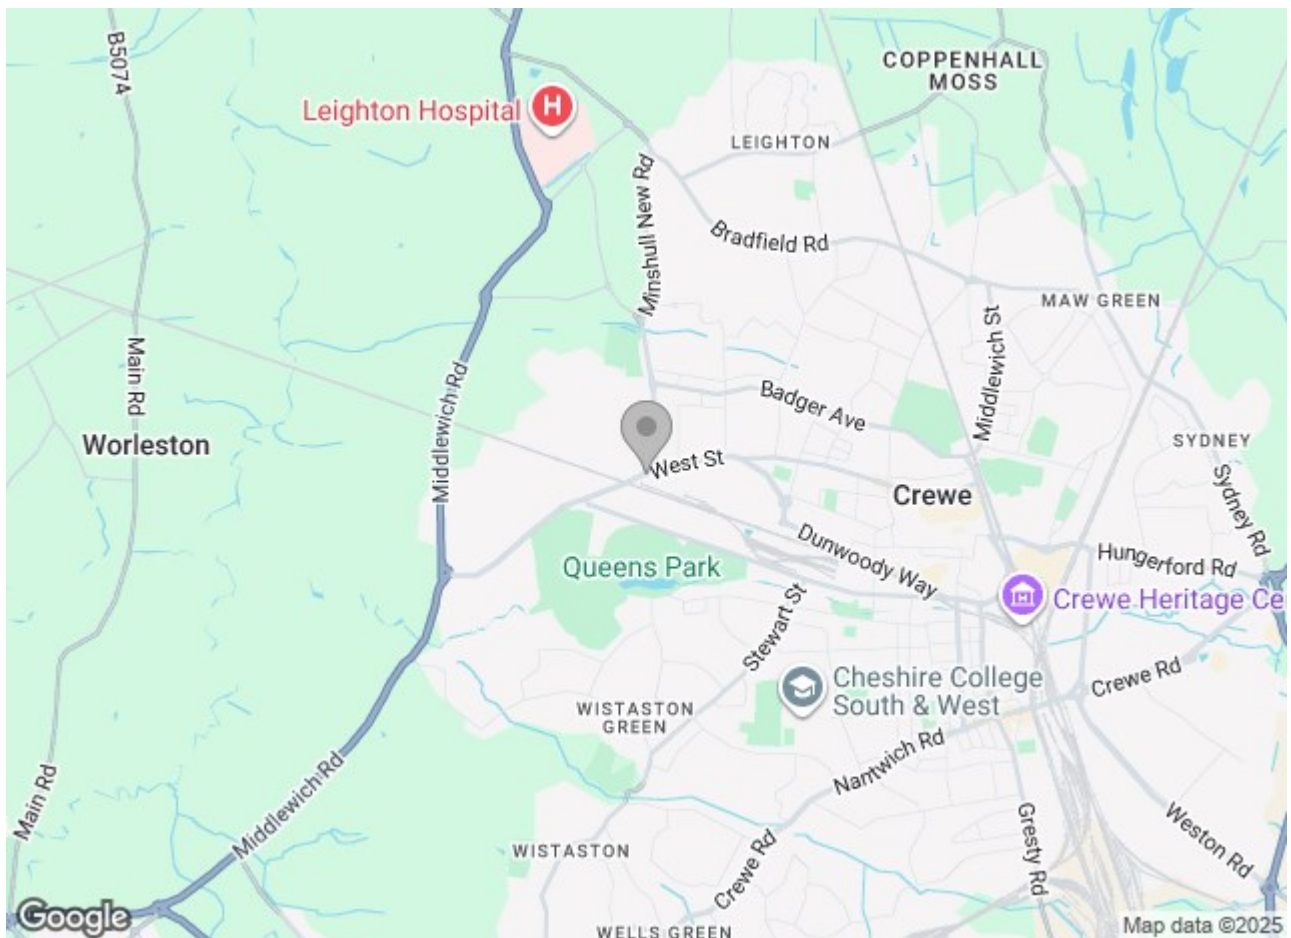 B5074
COPPENHALL
MOSS
Leighton Hospital
H
LEIGHTON
Minshull New Rd
Bradfield Rd
MAW GREEN
Middlewich St
Main Rd
Middlewich Rd
Badger Ave
Worleston
SYDNEY
West St
Crewe
Sydney Rd
Dunwoody Way
Hungerford Rd
Queens Park
Crewe Heritage Ce
Stewart St
Cheshire College
South & West
Crewe Rd
WISTASTON
GREEN
Nantwich Rd
Main Rd
Middlewich Rd
Weston Rd
Gresty Rd
WISTASTON
Crewe Rd
WELLS GREEN
Google
Map data ©2025